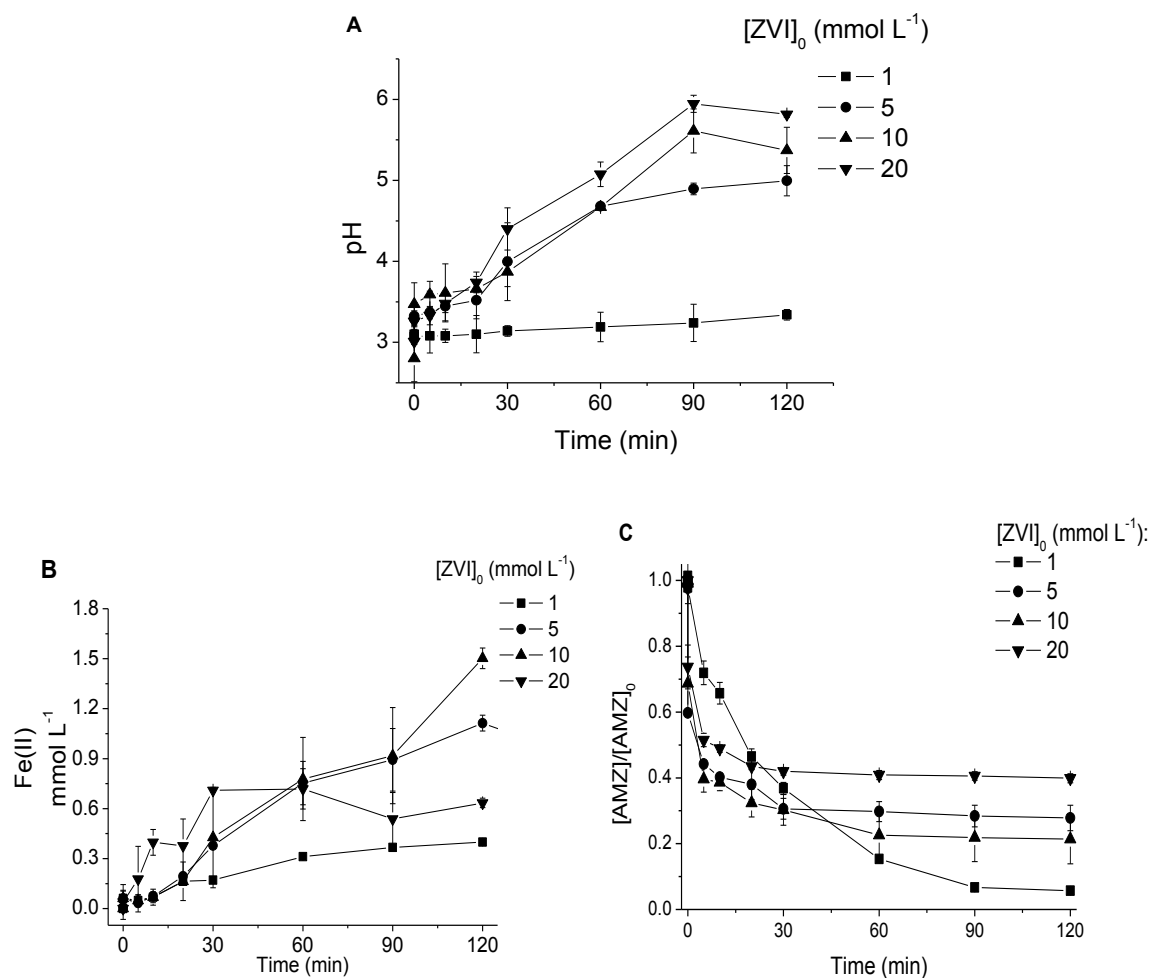 A
[ZVI]₀ (mmol L⁻¹)
1
5
10
20
6
5
4
3
pH
0 30 60 90 120
Time (min)
B
[ZVI]₀ (mmol L⁻¹)
1
5
10
20
1.8
1.5
1.2
0.9
0.6
0.3
0.0
Fe(II)
mmol L⁻¹
0 30 60 90 120
Time (min)
C
[ZVI]₀ (mmol L⁻¹):
1
5
10
20
1.0
0.8
0.6
0.4
0.2
0.0
[AMZ]/[AMZ]₀
0 30 60 90 120
Time (min)